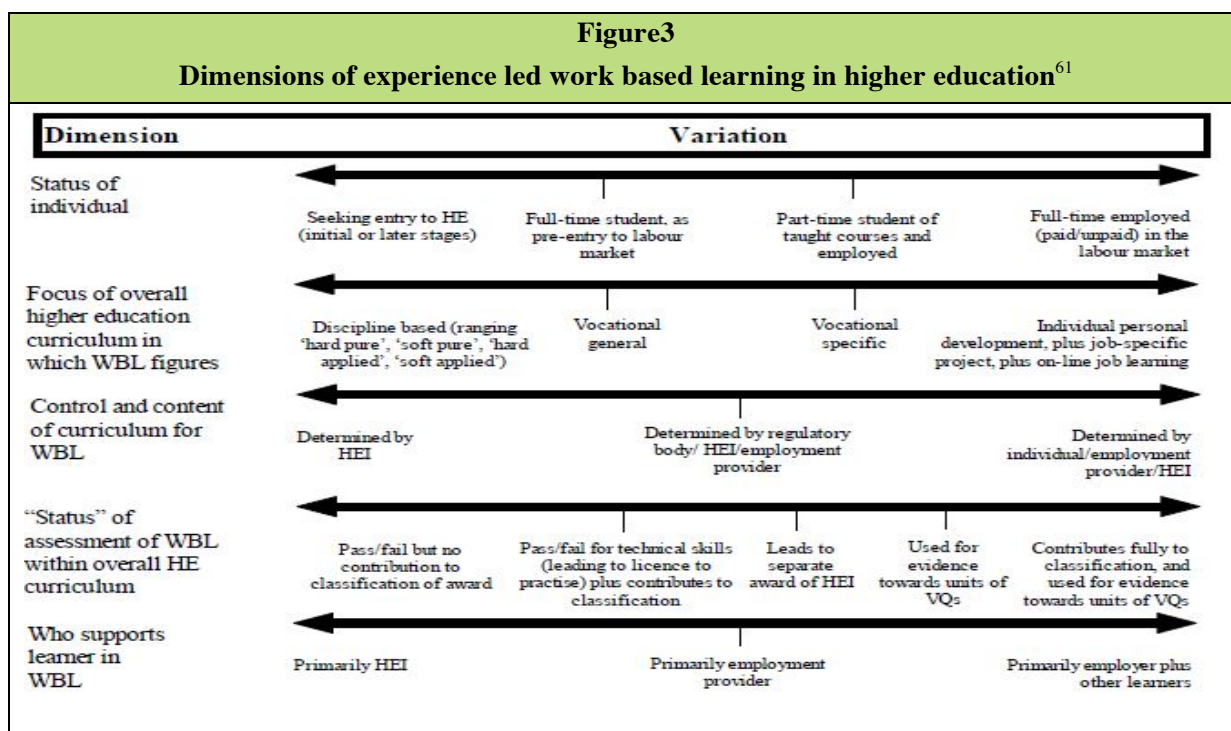 Figure3
Dimensions of experience led work based learning in higher education61
Dimension Variation
Status of
individual
Seeking entry to HE
(initial or later stages)
Full-time student, as
pre-entry to labour
market
Part-time student of
taught courses and
employed
Full-time employed
(paid/unpaid) in the
labour market
Focus of overall
higher education
curriculum in
which WBL figures
Discipline based (ranging
‘hard pure’, ‘soft pure’, ‘hard
applied’, ‘soft applied’)
Vocational
general
Vocational
specific
Individual personal
development, plus job-specific
project, plus on-line job learning
Control and content
of curriculum for
WBL
Determined by
HEI
Determined by regulatory
body/ HEI/employment
provider
Determined by
individual/employment
provider/HEI
“Status” of
assessment of WBL
within overall HE
curriculum
Pass/fail but no
contribution to
classification of award
Pass/fail for technical skills
(leading to licence to
practise) plus contributes to
classification
Leads to
separate
award of HEI
Used for
evidence
towards units of
VQs
Contributes fully to
classification, and
used for evidence
towards units of VQs
Who supports
learner in
WBL
Primarily HEI
Primarily employment
provider
Primarily employer plus
other learners